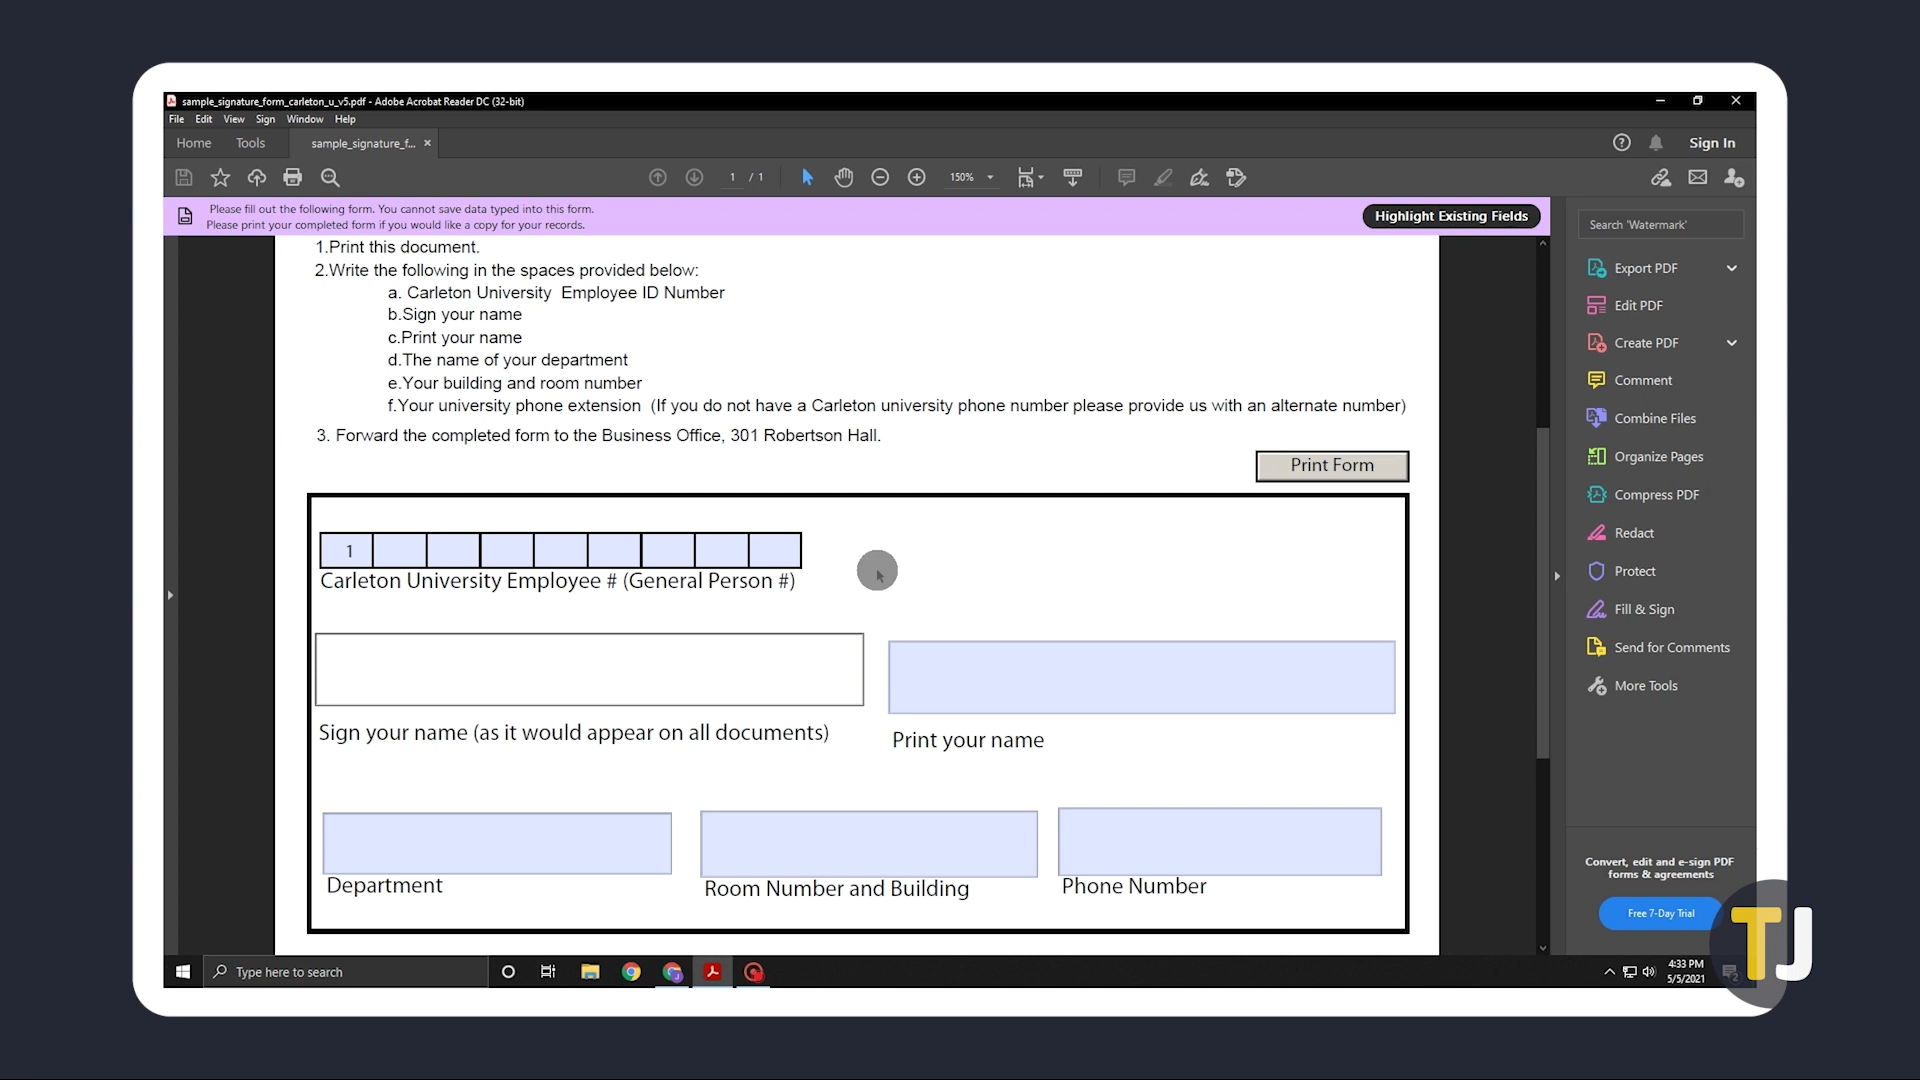 sample_signature_form_carleton_u_v5.pdf - Adobe Acrobat Reader DC (32-bit)
File Edit View Sign Window Help
Home Tools sample_signature_f... ×
Sign In
1 / 1
150%
Please fill out the following form. You cannot save data typed into this form.
Please print your completed form if you would like a copy for your records.
Highlight Existing Fields
Search 'Watermark'
Export PDF
Edit PDF
Create PDF
Comment
Combine Files
Organize Pages
Compress PDF
Redact
Protect
Fill & Sign
Send for Comments
More Tools
Convert, edit and e-sign PDF
forms & agreements
Free 7-Day Trial
1.Print this document.
2.Write the following in the spaces provided below:
a. Carleton University Employee ID Number
b.Sign your name
c.Print your name
d.The name of your department
e.Your building and room number
f.Your university phone extension (If you do not have a Carleton university phone number please provide us with an alternate number)
3. Forward the completed form to the Business Office, 301 Robertson Hall.
Print Form
1
Carleton University Employee # (General Person #)
Sign your name (as it would appear on all documents)
Print your name
Department
Room Number and Building
Phone Number
Type here to search
4:33 PM
5/5/2021
2
TJ